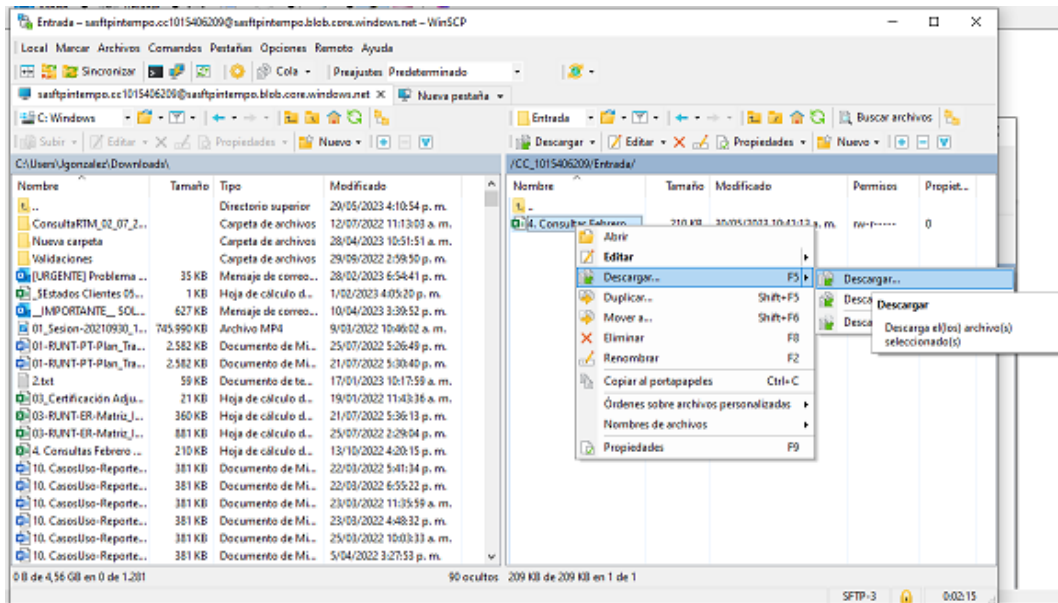 Entrada – sasftpintempo.cc1015406209@sasftpintempo.blob.core.windows.net – WinSCP
Local Marcar Archivos Comandos Pestañas Opciones Remoto Ayuda
Sincronizar Cola Preajustes Predeterminado
sasftpintempo.cc1015406209@sasftpintempo.blob.core.windows.net Nueva pestaña
C: Windows Entrada Buscar archivos
Subir Editar Propiedades Nuevo Descargar Editar Propiedades Nuevo
C:\Users\Jgonzalez\Downloads\ /CC_1015406209/Entrada/
Nombre Tamaño Tipo Modificado Nombre Tamaño Modificado Permisos Propiet...
.. Directorio superior 29/05/2023 4:10:54 p. m. ..
ConsultaRTM_02_07_2... Carpeta de archivos 12/07/2022 11:13:03 a. m. 4. Consultas Febrero 210 KB 30/05/2023 10:41:13 a. m. rw-r----- 0
Nueva carpeta Carpeta de archivos 28/04/2023 10:51:51 a. m. Abrir
Validaciones Carpeta de archivos 29/09/2022 2:59:50 p. m. Editar
[URGENTE] Problema ... 35 KB Mensaje de correo... 28/02/2023 6:54:41 p. m. Descargar... F5 Descargar...
_$Estados Clientes 05... 1 KB Hoja de cálculo d... 1/02/2023 4:05:20 p. m. Duplicar... Shift+F5 Desca Descargar
__IMPORTANTE__ SOL... 627 KB Mensaje de correo... 10/04/2023 3:39:52 p. m. Mover a... Shift+F6 Descarga el(los) archivo(s)
01_Sesion-20210930_1... 745.990 KB Archivo MP4 9/03/2022 10:46:02 a. m. Eliminar F8 Desca seleccionado(s)
01-RUNT-PT-Plan_Tra... 2.582 KB Documento de Mi... 25/07/2022 5:26:49 p. m. Renombrar F2
01-RUNT-PT-Plan_Tra... 2.582 KB Documento de Mi... 21/07/2022 5:30:40 p. m.
2.txt 59 KB Documento de te... 17/01/2023 10:17:59 a. m. Copiar al portapapeles Ctrl+C
03_Certificación Adju... 21 KB Hoja de cálculo d... 19/01/2022 11:43:36 a. m. Órdenes sobre archivos personalizadas
03-RUNT-ER-Matriz_I... 360 KB Hoja de cálculo d... 21/07/2022 5:36:13 p. m. Nombres de archivos
03-RUNT-ER-Matriz_I... 881 KB Hoja de cálculo d... 25/07/2022 2:29:04 p. m. Propiedades F9
4. Consultas Febrero ... 210 KB Hoja de cálculo d... 13/10/2022 4:20:15 p. m.
10. CasosUso-Reporte... 381 KB Documento de Mi... 22/03/2022 5:41:34 p. m.
10. CasosUso-Reporte... 381 KB Documento de Mi... 22/03/2022 6:55:22 p. m.
10. CasosUso-Reporte... 381 KB Documento de Mi... 23/03/2022 11:35:59 a. m.
10. CasosUso-Reporte... 381 KB Documento de Mi... 23/03/2022 4:48:32 p. m.
10. CasosUso-Reporte... 381 KB Documento de Mi... 25/03/2022 10:03:33 a. m.
10. CasosUso-Reporte... 381 KB Documento de Mi... 5/04/2022 3:27:53 p. m.
0 B de 4,56 GB en 0 de 1.281 90 ocultos 209 KB de 209 KB en 1 de 1
SFTP-3 0:02:15